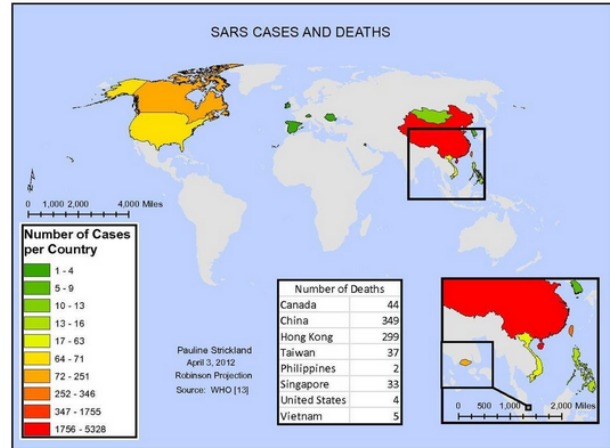 SARS CASES AND DEATHS
0 1,000 2,000 4,000 Miles
Number of Cases
per Country
1 - 4
5 - 9
10 - 13
13 - 16
17 - 63
64 - 71
72 - 251
252 - 346
347 - 1755
1756 - 5328
Pauline Strickland
April 3, 2012
Robinson Projection
Source: WHO [13]
Number of Deaths
Canada 44
China 349
Hong Kong 299
Taiwan 37
Philippines 2
Singapore 33
United States 4
Vietnam 5
0 500 1,000 2,000 Miles